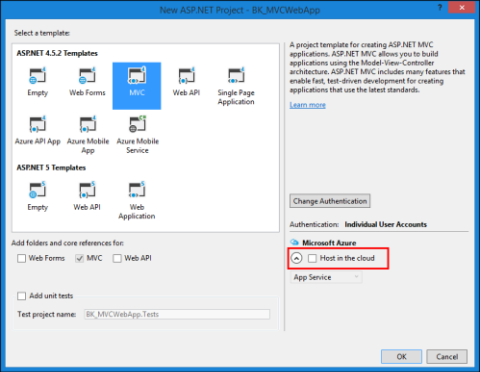 New ASP.NET Project - BK_MVCWebApp
?
Select a template:
ASP.NET 4.5.2 Templates
Empty
Web Forms
MVC
Web API
Single Page
Application
Azure API App
Azure Mobile
App
Azure Mobile
Service
ASP.NET 5 Templates
Empty
Web API
Web
Application
A project template for creating ASP.NET MVC
applications. ASP.NET MVC allows you to build
applications using the Model-View-Controller
architecture. ASP.NET MVC includes many features that
enable fast, test-driven development for creating
applications that use the latest standards.
Learn more
Change Authentication
Authentication: Individual User Accounts
Microsoft Azure
Host in the cloud
App Service
Add folders and core references for:
Web Forms
MVC
Web API
Add unit tests
Test project name:
BK_MVCWebApp.Tests
OK
Cancel